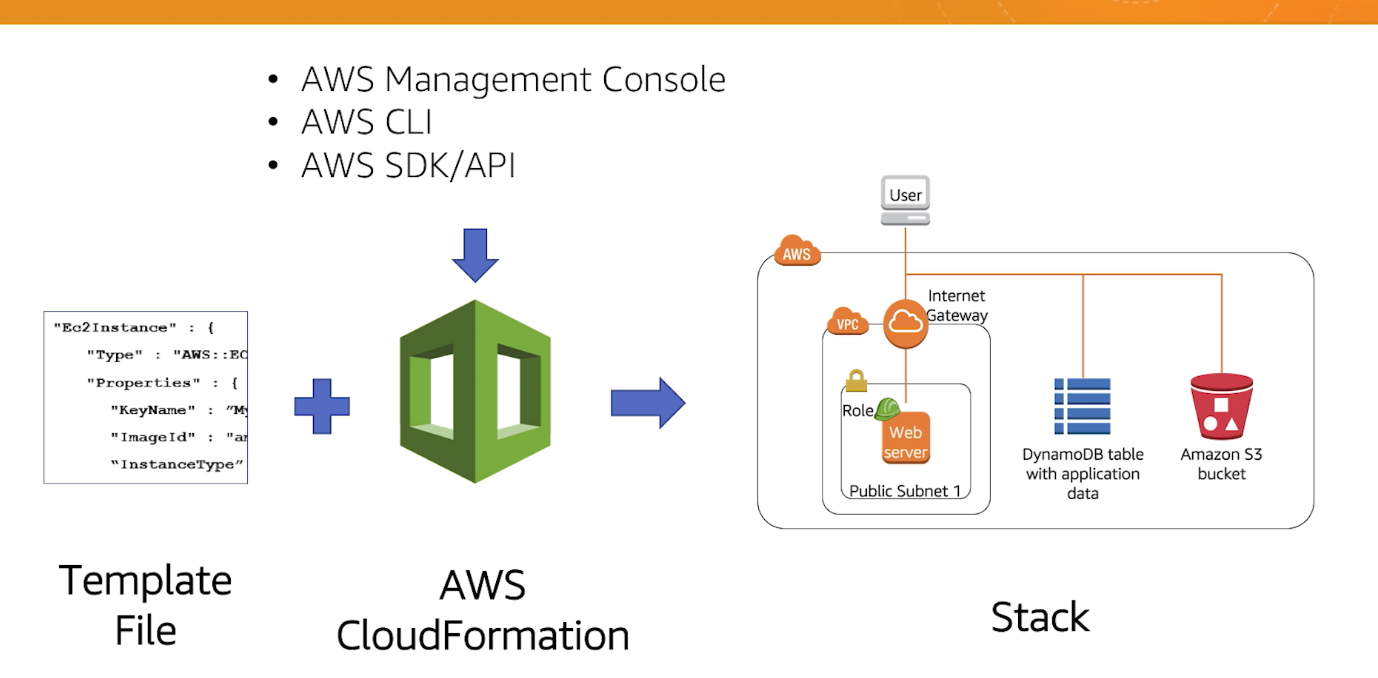 • AWS Management Console
• AWS CLI
• AWS SDK/API
"Ec2Instance" : {
"Type" : "AWS::EC
"Properties" : {
"KeyName" : ”My
"ImageId" : "a
“InstanceType”
User
AWS
Internet
Gateway
VPC
Role
Web
server
Public Subnet 1
DynamoDB table
with application
data
Amazon S3
bucket
Template
File
AWS
CloudFormation
Stack